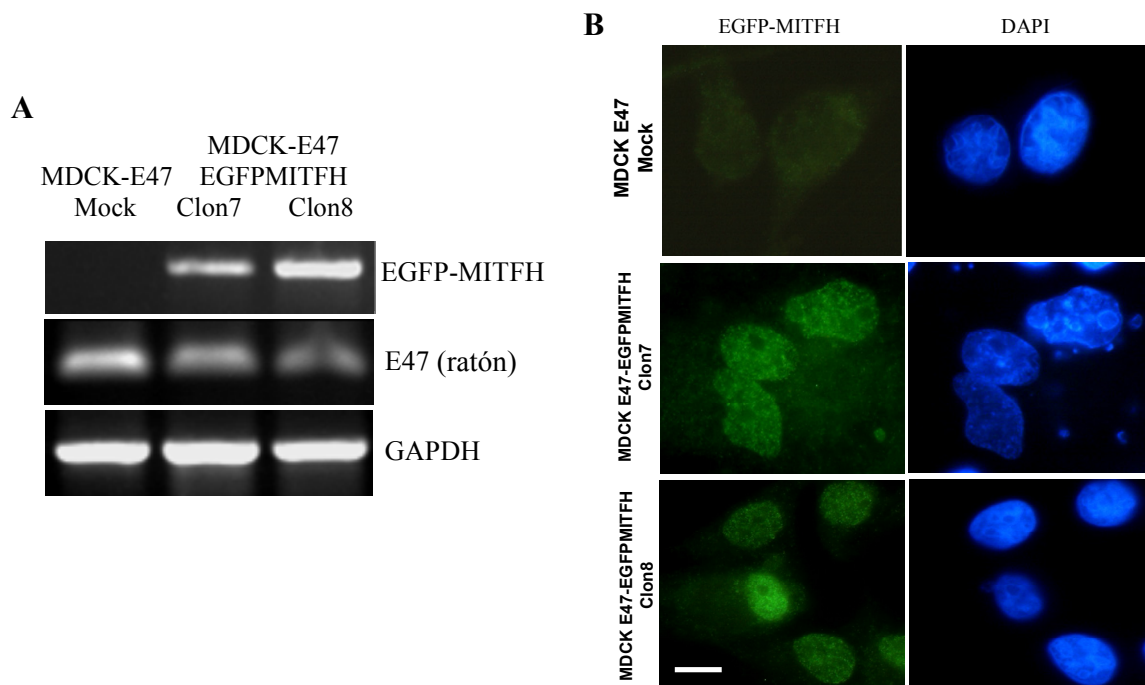 A
MDCK-E47
MDCK-E47 EGFPMITFH
Mock Clon7 Clon8
EGFP-MITFH
E47 (ratón)
GAPDH
B
EGFP-MITFH DAPI
MDCK E47
Mock
MDCK E47-EGFPMITFH
Clon7
MDCK E47-EGFPMITFH
Clon8